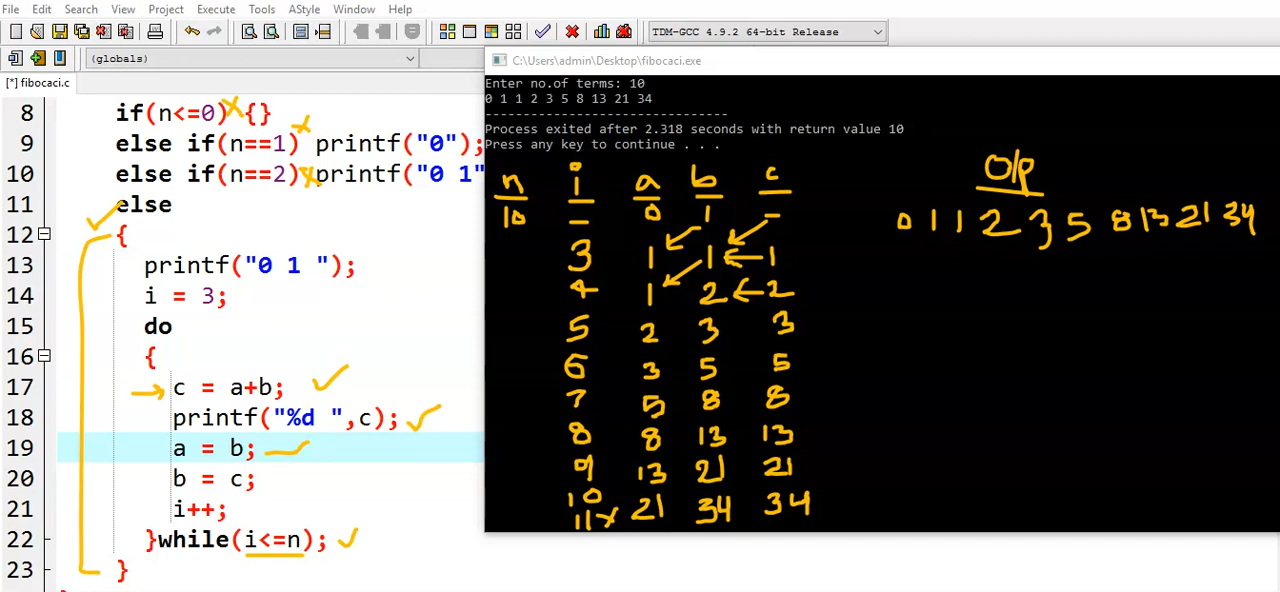 File Edit Search View Project Execute Tools AStyle Window Help
TDM-GCC 4.9.2 64-bit Release
(globals)
[*] fibocaci.c
8 if(n<=0) {}
9 else if(n==1) printf("0");
10 else if(n==2) printf("0 1"
11 else
12 {
13 printf("0 1 ");
14 i = 3;
15 do
16 {
17 c = a+b;
18 printf("%d ",c);
19 a = b;
20 b = c;
21 i++;
22 }while(i<=n);
23 }
C:\Users\admin\Desktop\fibocaci.exe
Enter no.of terms: 10
0 1 1 2 3 5 8 13 21 34
--------------------------------
Process exited after 2.318 seconds with return value 10
Press any key to continue . . .
n i a b c
10 – 0 1 –
3 1 1 1
4 1 2 2
5 2 3 3
6 3 5 5
7 5 8 8
8 8 13 13
9 13 21 21
10 21 34 34
11
O/p
0 1 1 2 3 5 8 13 21 34